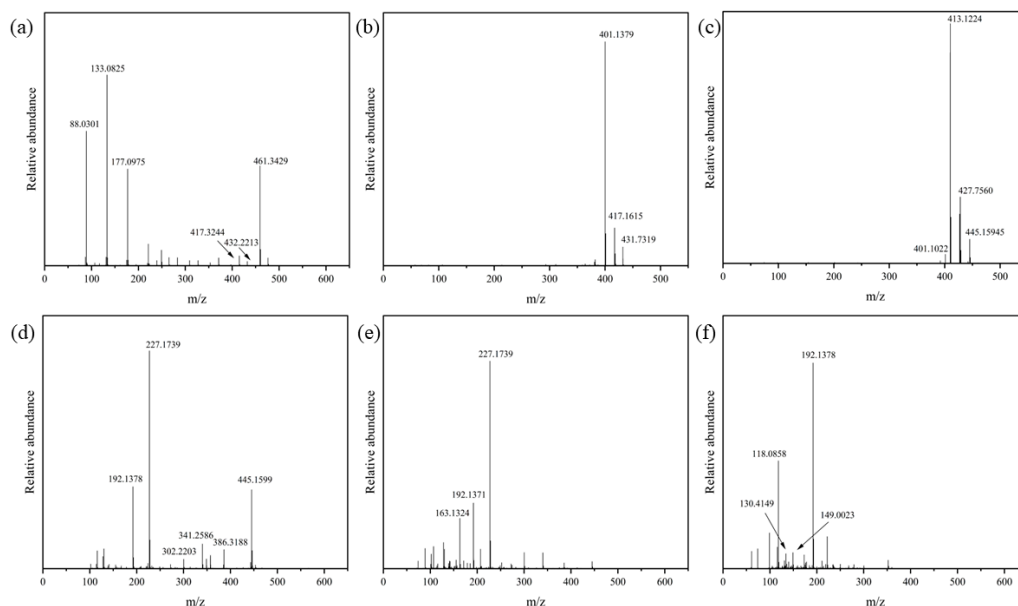 (a)
133.0825
88.0301
177.0975
461.3429
417.3244
432.2213
Relative abundance
0 100 200 300 400 500 600
m/z
(b)
401.1379
417.1615
431.7319
Relative abundance
0 100 200 300 400 500 600
m/z
(c)
413.1224
427.7560
445.15945
401.1022
Relative abundance
0 100 200 300 400 500
m/z
(d)
227.1739
192.1378
445.1599
341.2586
386.3188
302.2203
Relative abundance
0 100 200 300 400 500 600
m/z
(e)
227.1739
192.1371
163.1324
Relative abundance
0 100 200 300 400 500 600
m/z
(f)
192.1378
118.0858
130.4149
149.0023
Relative abundance
0 100 200 300 400 500 600
m/z